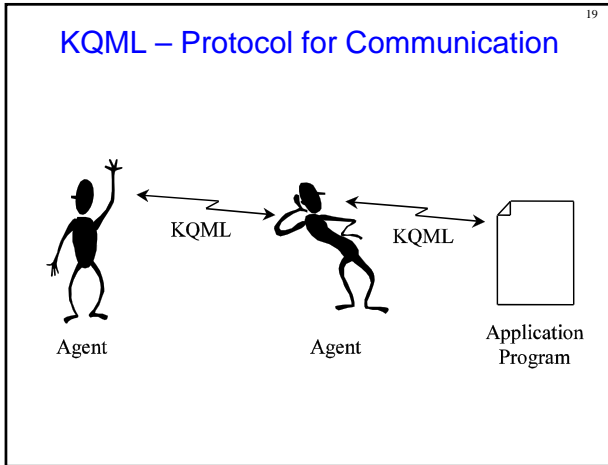 19
KQML – Protocol for Communication
KQML
KQML
Agent
Agent
Application
Program